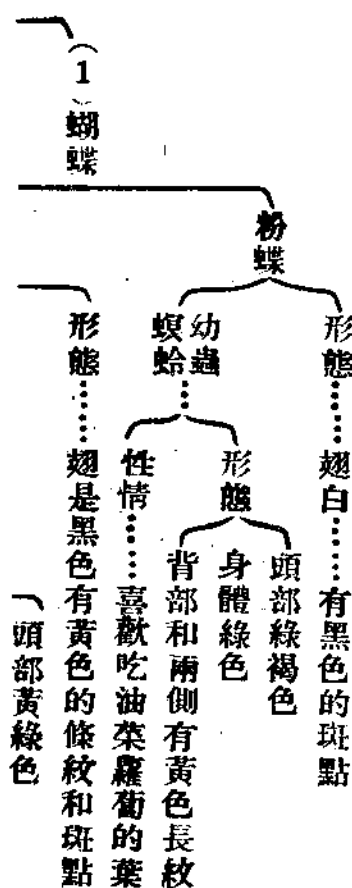 (1)蝴蝶
粉蝶
形態……翅白……有黑色的斑點
幼蟲
螟蛤……
形態
頭部綠褐色
身體綠色
背部和兩側有黃色長紋
性情……喜歡吃油菜蘿蔔的葉
形態……翅是黑色有黃色的條紋和斑點
頭部黃綠色